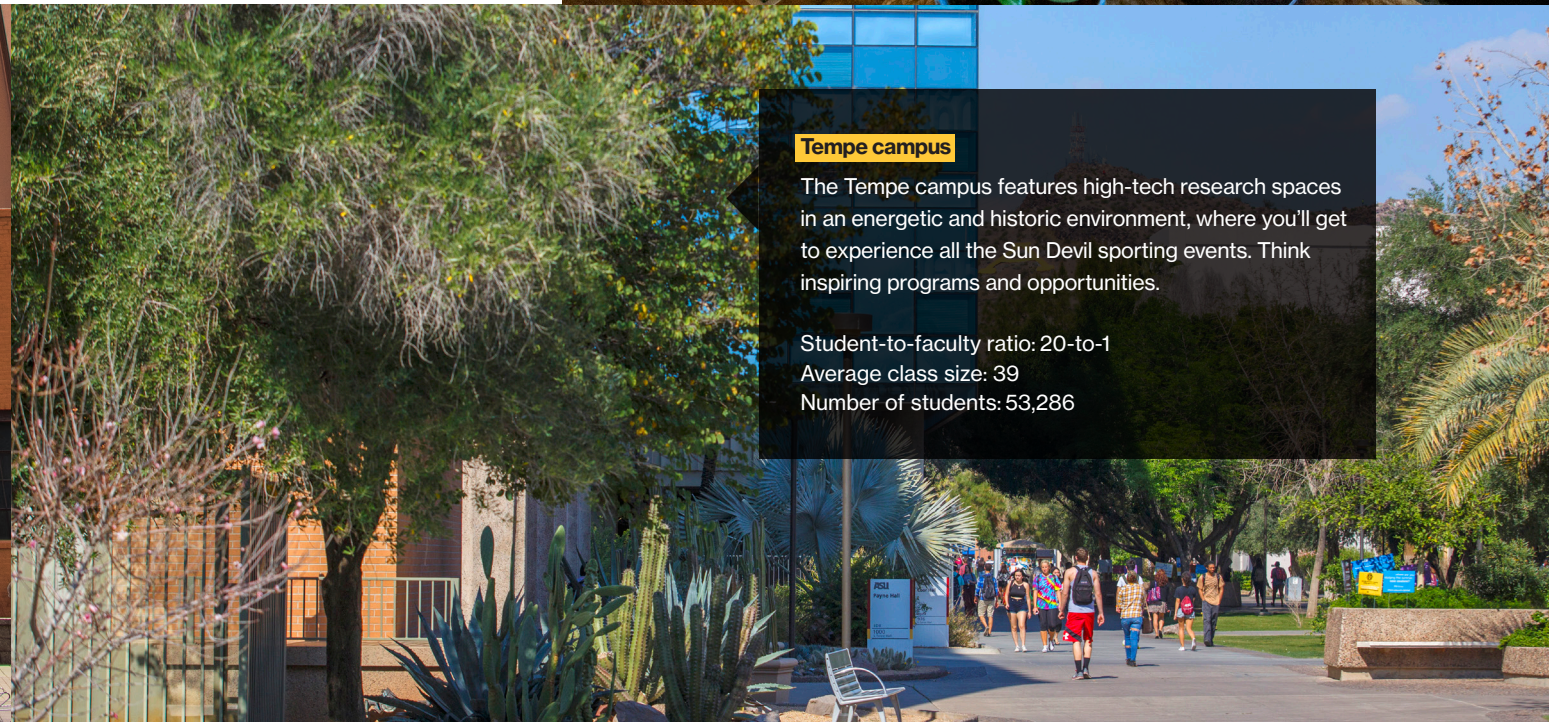 Tempe campus
The Tempe campus features high-tech research spaces
in an energetic and historic environment, where you’ll get
to experience all the Sun Devil sporting events. Think
inspiring programs and opportunities.
Student-to-faculty ratio: 20-to-1
Average class size: 39
Number of students: 53,286
ASU
Payne Hall